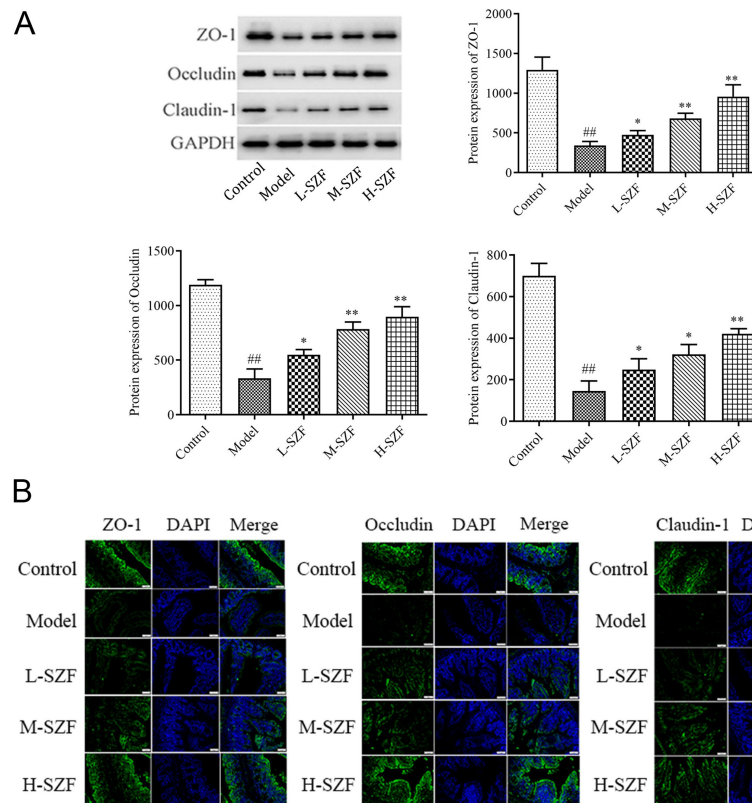 A
ZO-1
Occludin
Claudin-1
GAPDH
Control
Model
L-SZF
M-SZF
H-SZF
Protein expression of ZO-1
2000
1500
1000
500
0
##
*
**
**
Control
Model
L-SZF
M-SZF
H-SZF
Protein expression of Occludin
1500
1000
500
0
##
*
**
**
Control
Model
L-SZF
M-SZF
H-SZF
Protein expression of Claudin-1
800
600
400
200
0
##
*
*
**
Control
Model
L-SZF
M-SZF
H-SZF
B
ZO-1 DAPI Merge
Control
Model
L-SZF
M-SZF
H-SZF
Occludin DAPI Merge
Control
Model
L-SZF
M-SZF
H-SZF
Claudin-1 D
Control
Model
L-SZF
M-SZF
H-SZF